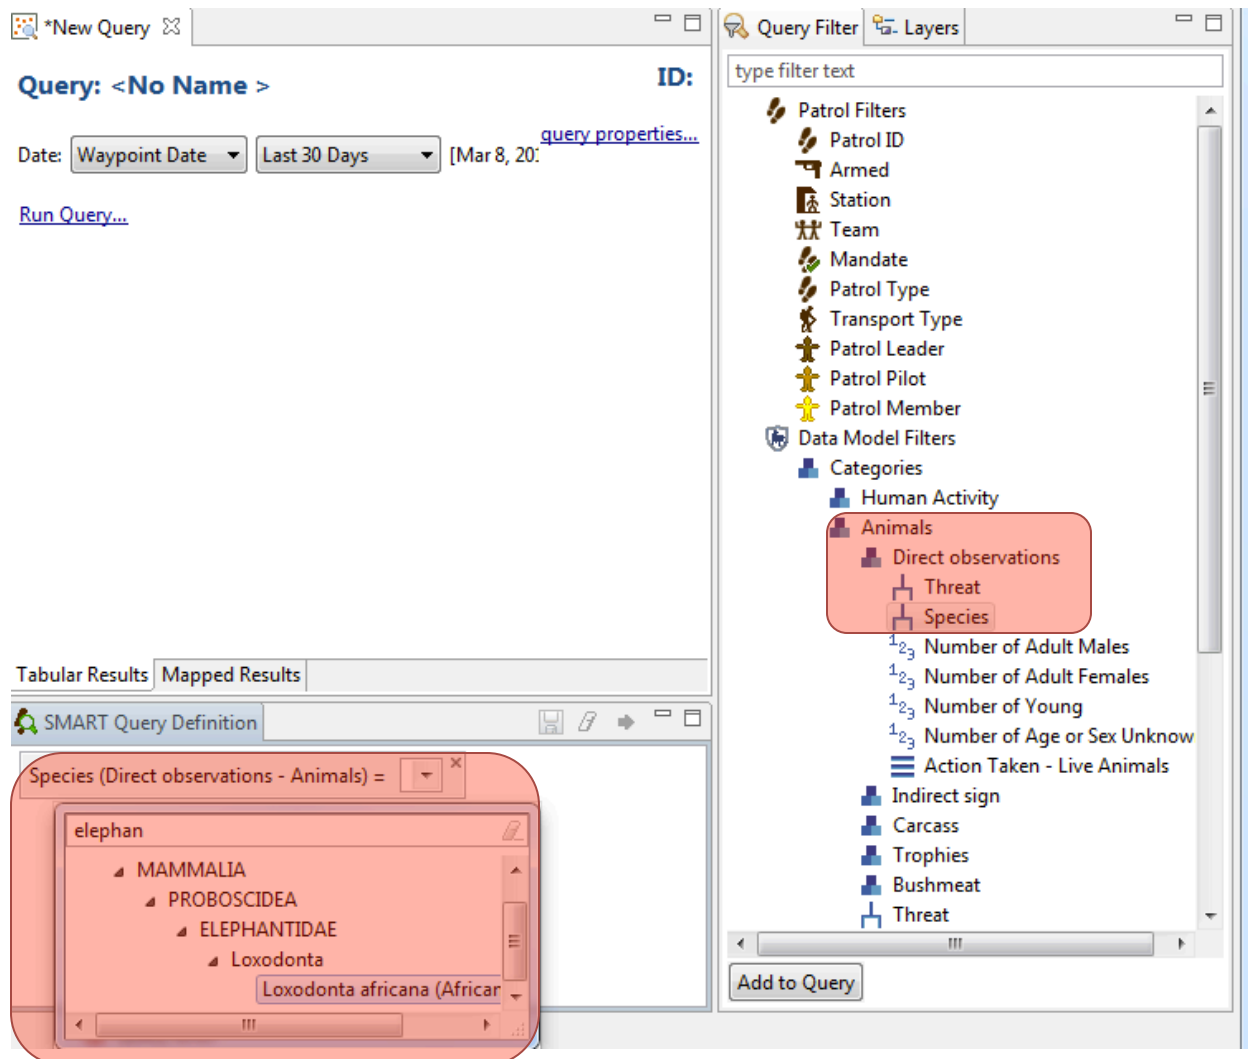 *New Query
Query: <No Name >
ID:
query properties...
Date: Waypoint Date Last 30 Days [Mar 8, 20
Run Query...
Tabular Results Mapped Results
SMART Query Definition
Species (Direct observations - Animals) =
elephan
MAMMALIA
PROBOSCIDEA
ELEPHANTIDAE
Loxodonta
Loxodonta africana (African
Query Filter Layers
type filter text
Patrol Filters
Patrol ID
Armed
Station
Team
Mandate
Patrol Type
Transport Type
Patrol Leader
Patrol Pilot
Patrol Member
Data Model Filters
Categories
Human Activity
Animals
Direct observations
Threat
Species
Number of Adult Males
Number of Adult Females
Number of Young
Number of Age or Sex Unknow
Action Taken - Live Animals
Indirect sign
Carcass
Trophies
Bushmeat
Threat
Add to Query